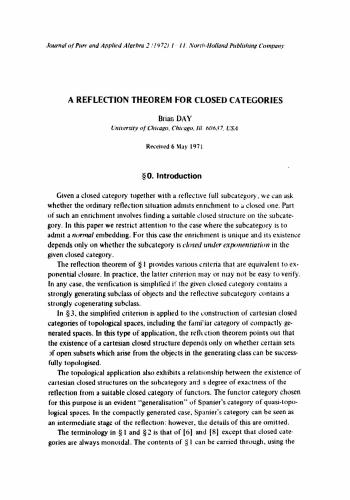 Journal of Pure and Applied Algebra 2 (1972) 1–11. North-Holland Publishing Company
A REFLECTION THEOREM FOR CLOSED CATEGORIES
Brian DAY
University of Chicago, Chicago, Ill. 60637, USA
Received 6 May 1971
§0. Introduction
Given a closed category together with a reflective full subcategory, we can ask
whether the ordinary reflection situation admits enrichment to a closed one. Part
of such an enrichment involves finding a suitable closed structure on the subcate-
gory. In this paper we restrict attention to the case where the subcategory is to
admit a normal embedding. For this case the enrichment is unique and its existence
depends only on whether the subcategory is closed under exponentiation in the
given closed category.
The reflection theorem of §1 provides various criteria that are equivalent to ex-
ponential closure. In practice, the latter criterion may or may not be easy to verify.
In any case, the verification is simplified if the given closed category contains a
strongly generating subclass of objects and the reflective subcategory contains a
strongly cogenerating subclass.
In §3, the simplified criterion is applied to the construction of cartesian closed
categories of topological spaces, including the familiar category of compactly ge-
nerated spaces. In this type of application, the reflection theorem points out that
the existence of a cartesian closed structure depends only on whether certain sets
of open subsets which arise from the objects in the generating class can be success-
fully topologised.
The topological application also exhibits a relationship between the existence of
cartesian closed structures on the subcategory and a degree of exactness of the
reflection from a suitable closed category of functors. The functor category chosen
for this purpose is an evident "generalisation" of Spanier's category of quasi-topo-
logical spaces. In the compactly generated case, Spanier's category can be seen as
an intermediate stage of the reflection: however, the details of this are omitted.
The terminology in §1 and §2 is that of [6] and [8] except that closed cate-
gories are always monoidal. The contents of §1 can be carried through, using the